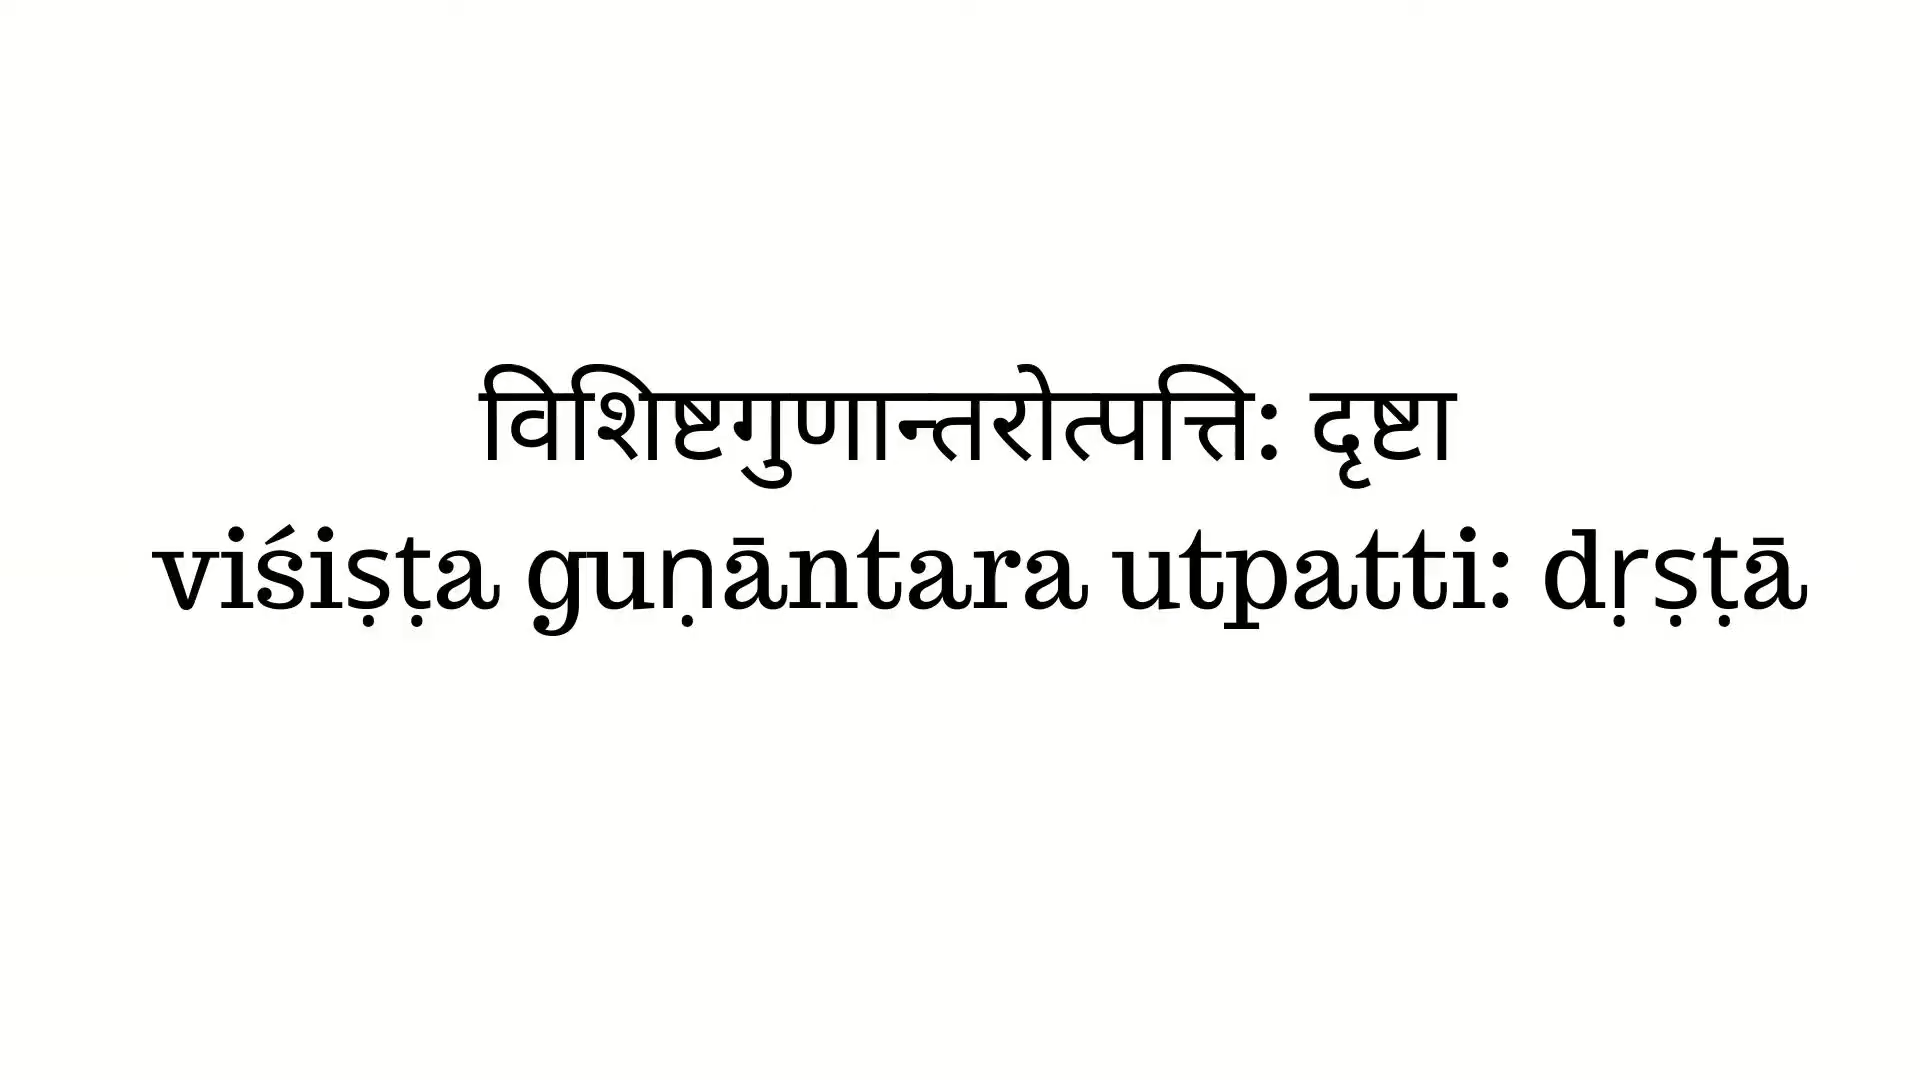 विशिष्टगुणान्तरोत्पत्ति: दृष्टा
viśiṣṭa guṇāntara utpatti: dṛṣṭā